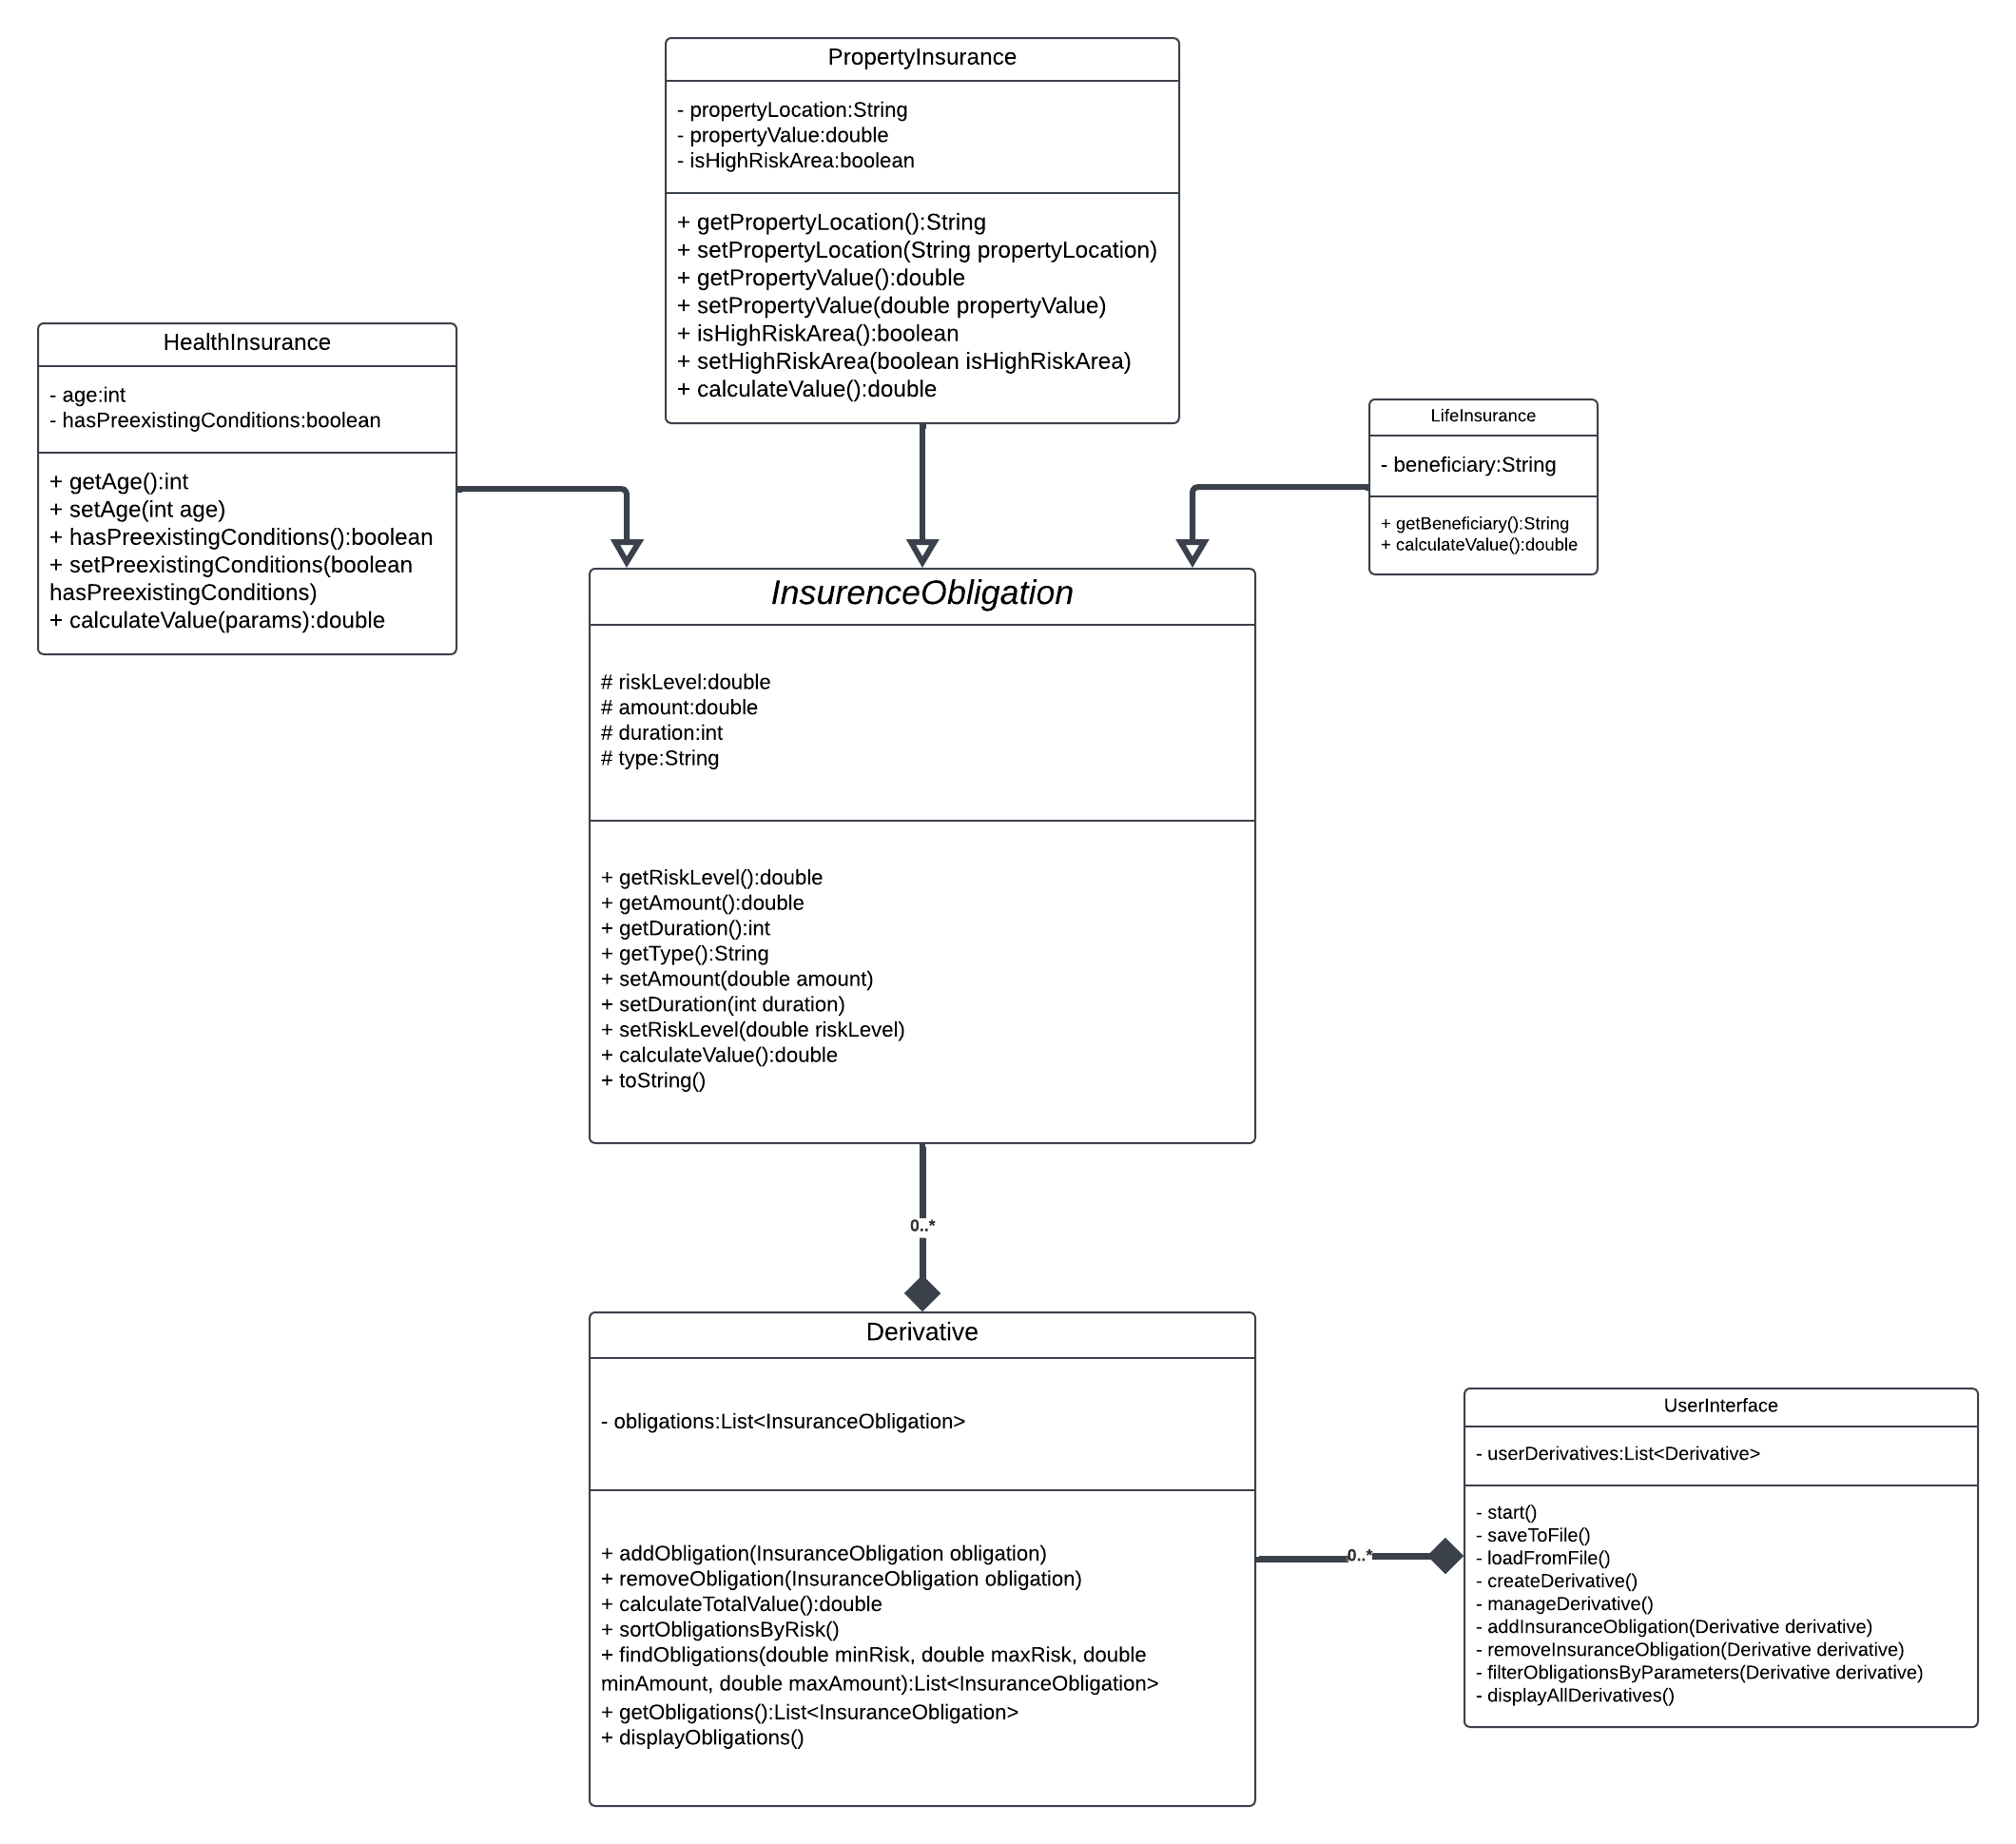 PropertyInsurance
- propertyLocation:String
- propertyValue:double
- isHighRiskArea:boolean
+ getPropertyLocation():String
+ setPropertyLocation(String propertyLocation)
+ getPropertyValue():double
+ setPropertyValue(double propertyValue)
+ isHighRiskArea():boolean
+ setHighRiskArea(boolean isHighRiskArea)
+ calculateValue():double
HealthInsurance
- age:int
- hasPreexistingConditions:boolean
+ getAge():int
+ setAge(int age)
+ hasPreexistingConditions():boolean
+ setPreexistingConditions(boolean
hasPreexistingConditions)
+ calculateValue(params):double
LifeInsurance
- beneficiary:String
+ getBeneficiary():String
+ calculateValue():double
InsurenceObligation
# riskLevel:double
# amount:double
# duration:int
# type:String
+ getRiskLevel():double
+ getAmount():double
+ getDuration():int
+ getType():String
+ setAmount(double amount)
+ setDuration(int duration)
+ setRiskLevel(double riskLevel)
+ calculateValue():double
+ toString()
0..*
Derivative
- obligations:List<InsuranceObligation>
+ addObligation(InsuranceObligation obligation)
+ removeObligation(InsuranceObligation obligation)
+ calculateTotalValue():double
+ sortObligationsByRisk()
+ findObligations(double minRisk, double maxRisk, double
minAmount, double maxAmount):List<InsuranceObligation>
+ getObligations():List<InsuranceObligation>
+ displayObligations()
0..*
UserInterface
- userDerivatives:List<Derivative>
- start()
- saveToFile()
- loadFromFile()
- createDerivative()
- manageDerivative()
- addInsuranceObligation(Derivative derivative)
- removeInsuranceObligation(Derivative derivative)
- filterObligationsByParameters(Derivative derivative)
- displayAllDerivatives()